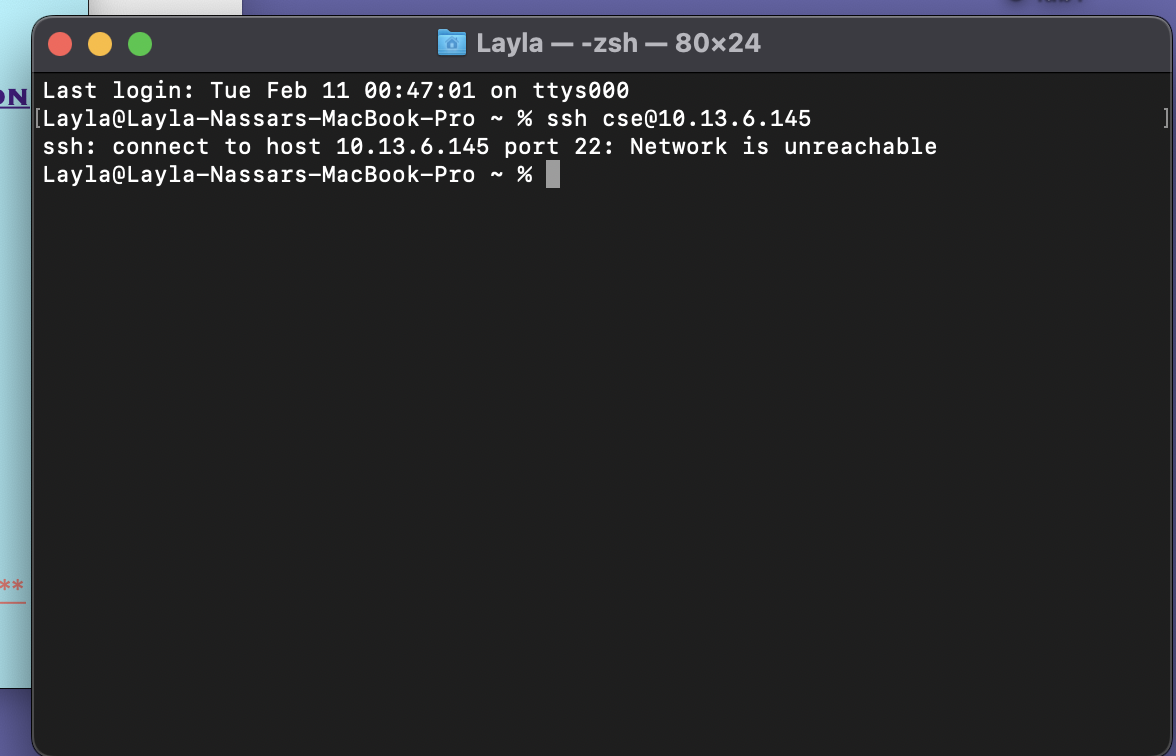 Layla — -zsh — 80×24
Last login: Tue Feb 11 00:47:01 on ttys000
[Layla@Layla-Nassars-MacBook-Pro ~ % ssh cse@10.13.6.145 ]
ssh: connect to host 10.13.6.145 port 22: Network is unreachable
Layla@Layla-Nassars-MacBook-Pro ~ %
ON
**